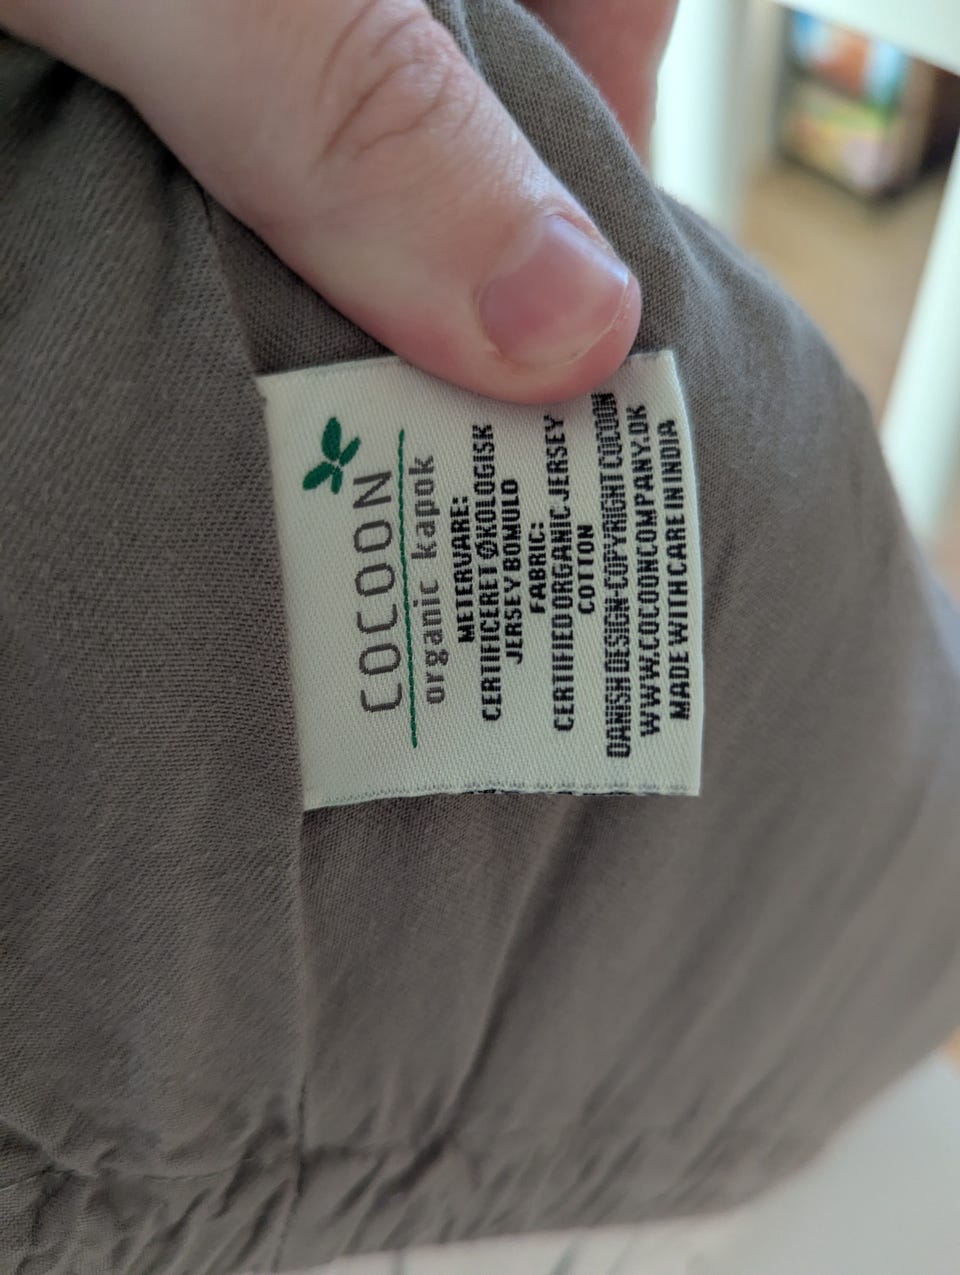 COCOON
organic kapok
METERVARE:
CERTIFICERET ØKOLOGISK
JERSEY BOMULD
FABRIC:
CERTIFIED ORGANIC JERSEY
COTTON
DANISH DESIGN-COPYRIGHT COCOON
WWW.COCOONCOMPANY.DK
MADE WITH CARE IN INDIA